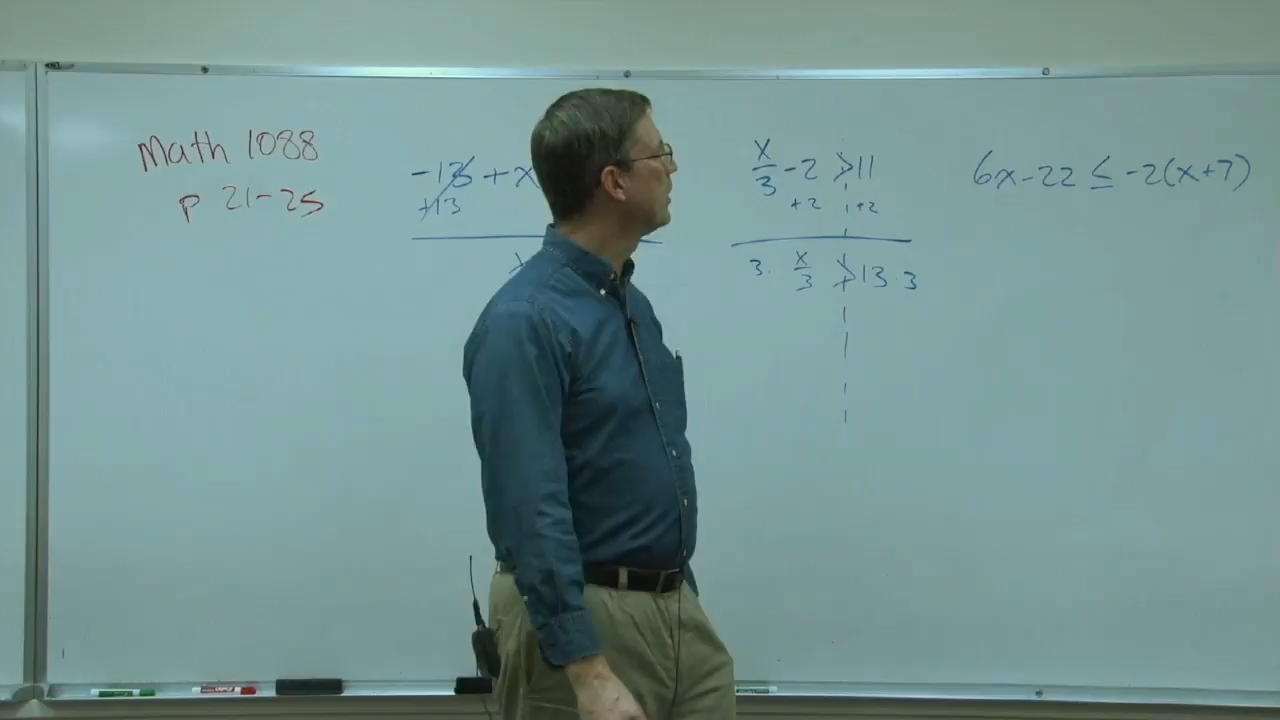 Math 1088
p 21-25
-13 + x
+13
x/3 - 2 > 11
+2 +2
3 · x/3 > 13 · 3
6x - 22 ≤ -2(x+7)